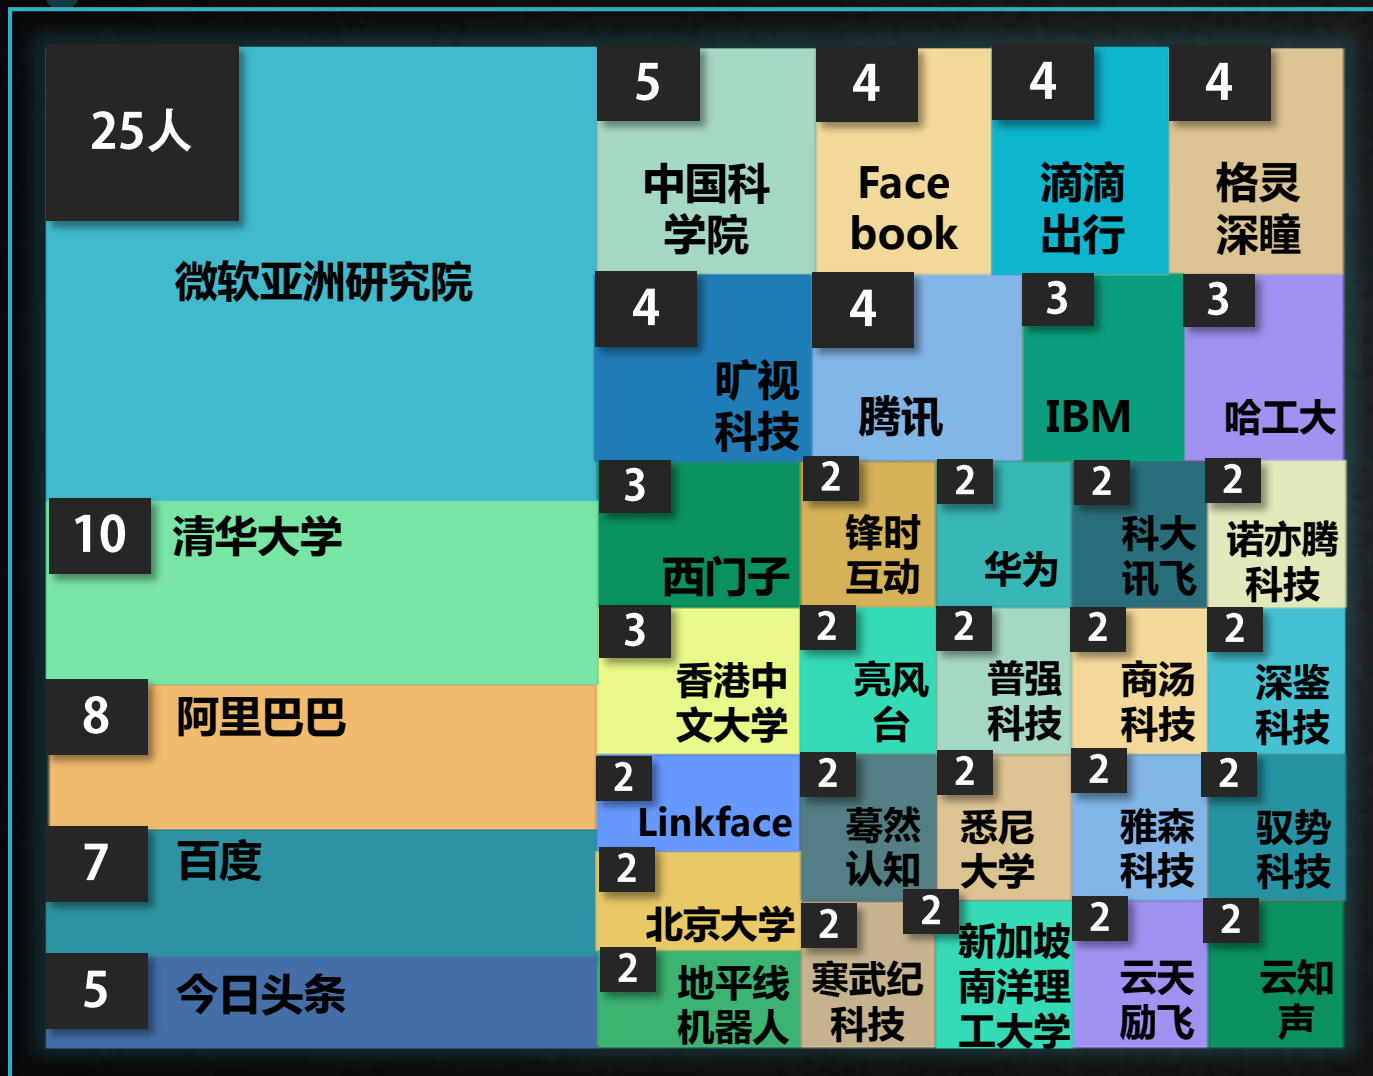 25人
微软亚洲研究院
10
清华大学
8
阿里巴巴
7
百度
5
今日头条
5
中国科
学院
4
Face
book
4
滴滴
出行
4
格灵
深瞳
4
旷视
科技
4
腾讯
3
IBM
3
哈工大
3
西门子
2
锋时
互动
2
华为
2
科大
讯飞
2
诺亦腾
科技
3
香港中
文大学
2
亮风
台
2
普强
科技
2
商汤
科技
2
深鉴
科技
2
Linkface
2
蓦然
认知
2
悉尼
大学
2
雅森
科技
2
驭势
科技
2
北京大学
2
地平线
机器人
2
寒武纪
科技
2
新加坡
南洋理
工大学
2
云天
励飞
2
云知
声